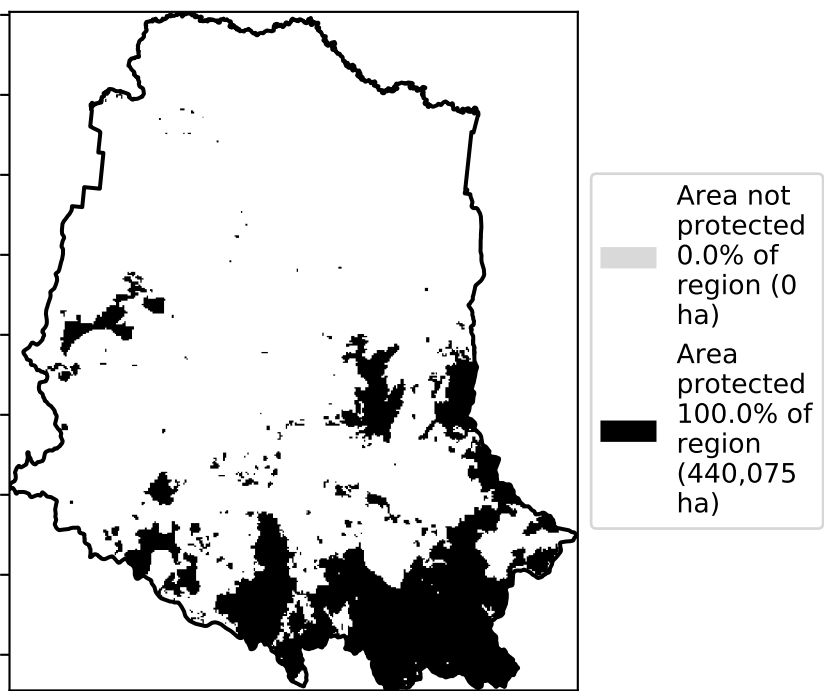 Area not
protected
0.0% of
region (0
ha)
Area
protected
100.0% of
region
(440,075
ha)